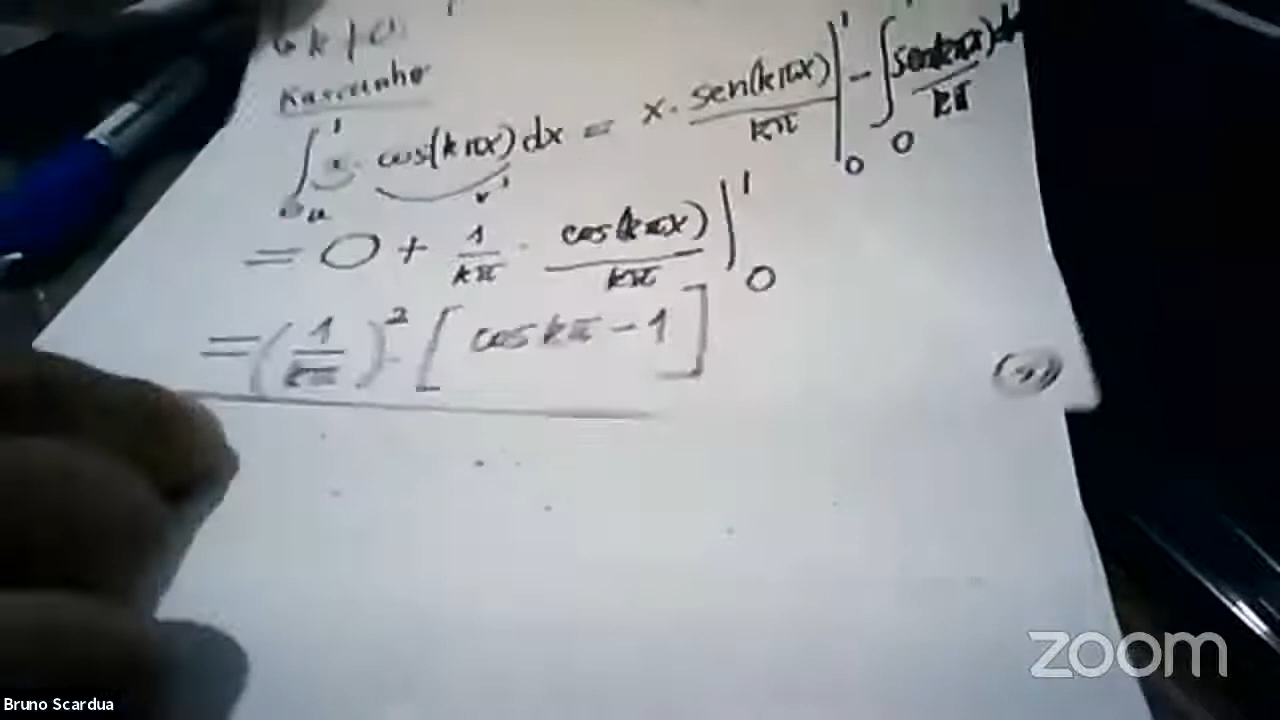 Rascunho
∫₀¹ x · cos(kπx) dx = x · sen(kπx)/kπ |₀¹ − ∫₀¹ sen(kπx)/kπ dx
u v'
= 0 + 1/kπ · cos(kπx)/kπ |₀¹
= (1/kπ)² [cos kπ − 1]
zoom
Bruno Scardua